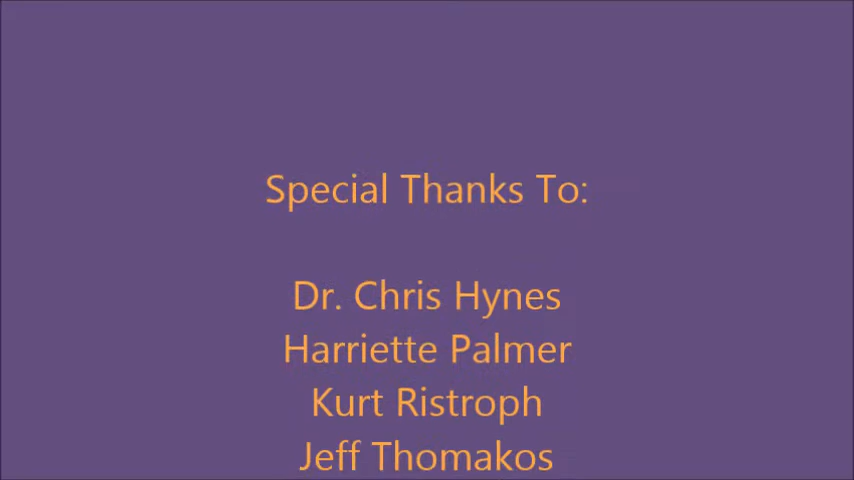 Special Thanks To:
Dr. Chris Hynes
Harriette Palmer
Kurt Ristroph
Jeff Thomakos